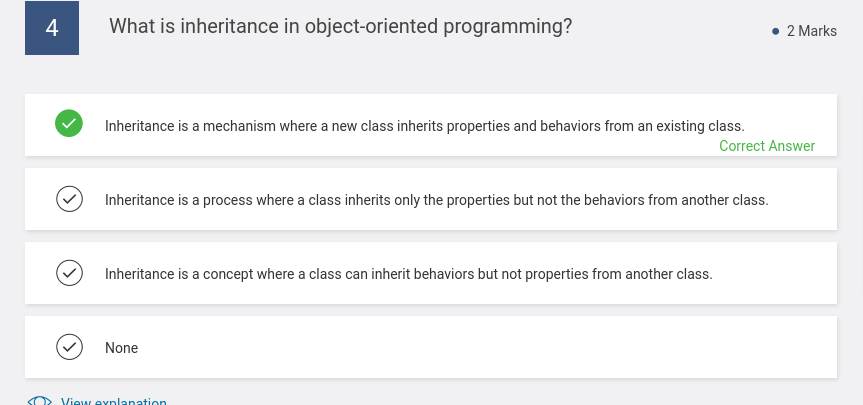 4
What is inheritance in object-oriented programming?
2 Marks
Inheritance is a mechanism where a new class inherits properties and behaviors from an existing class.
Correct Answer
Inheritance is a process where a class inherits only the properties but not the behaviors from another class.
Inheritance is a concept where a class can inherit behaviors but not properties from another class.
None
View explanation